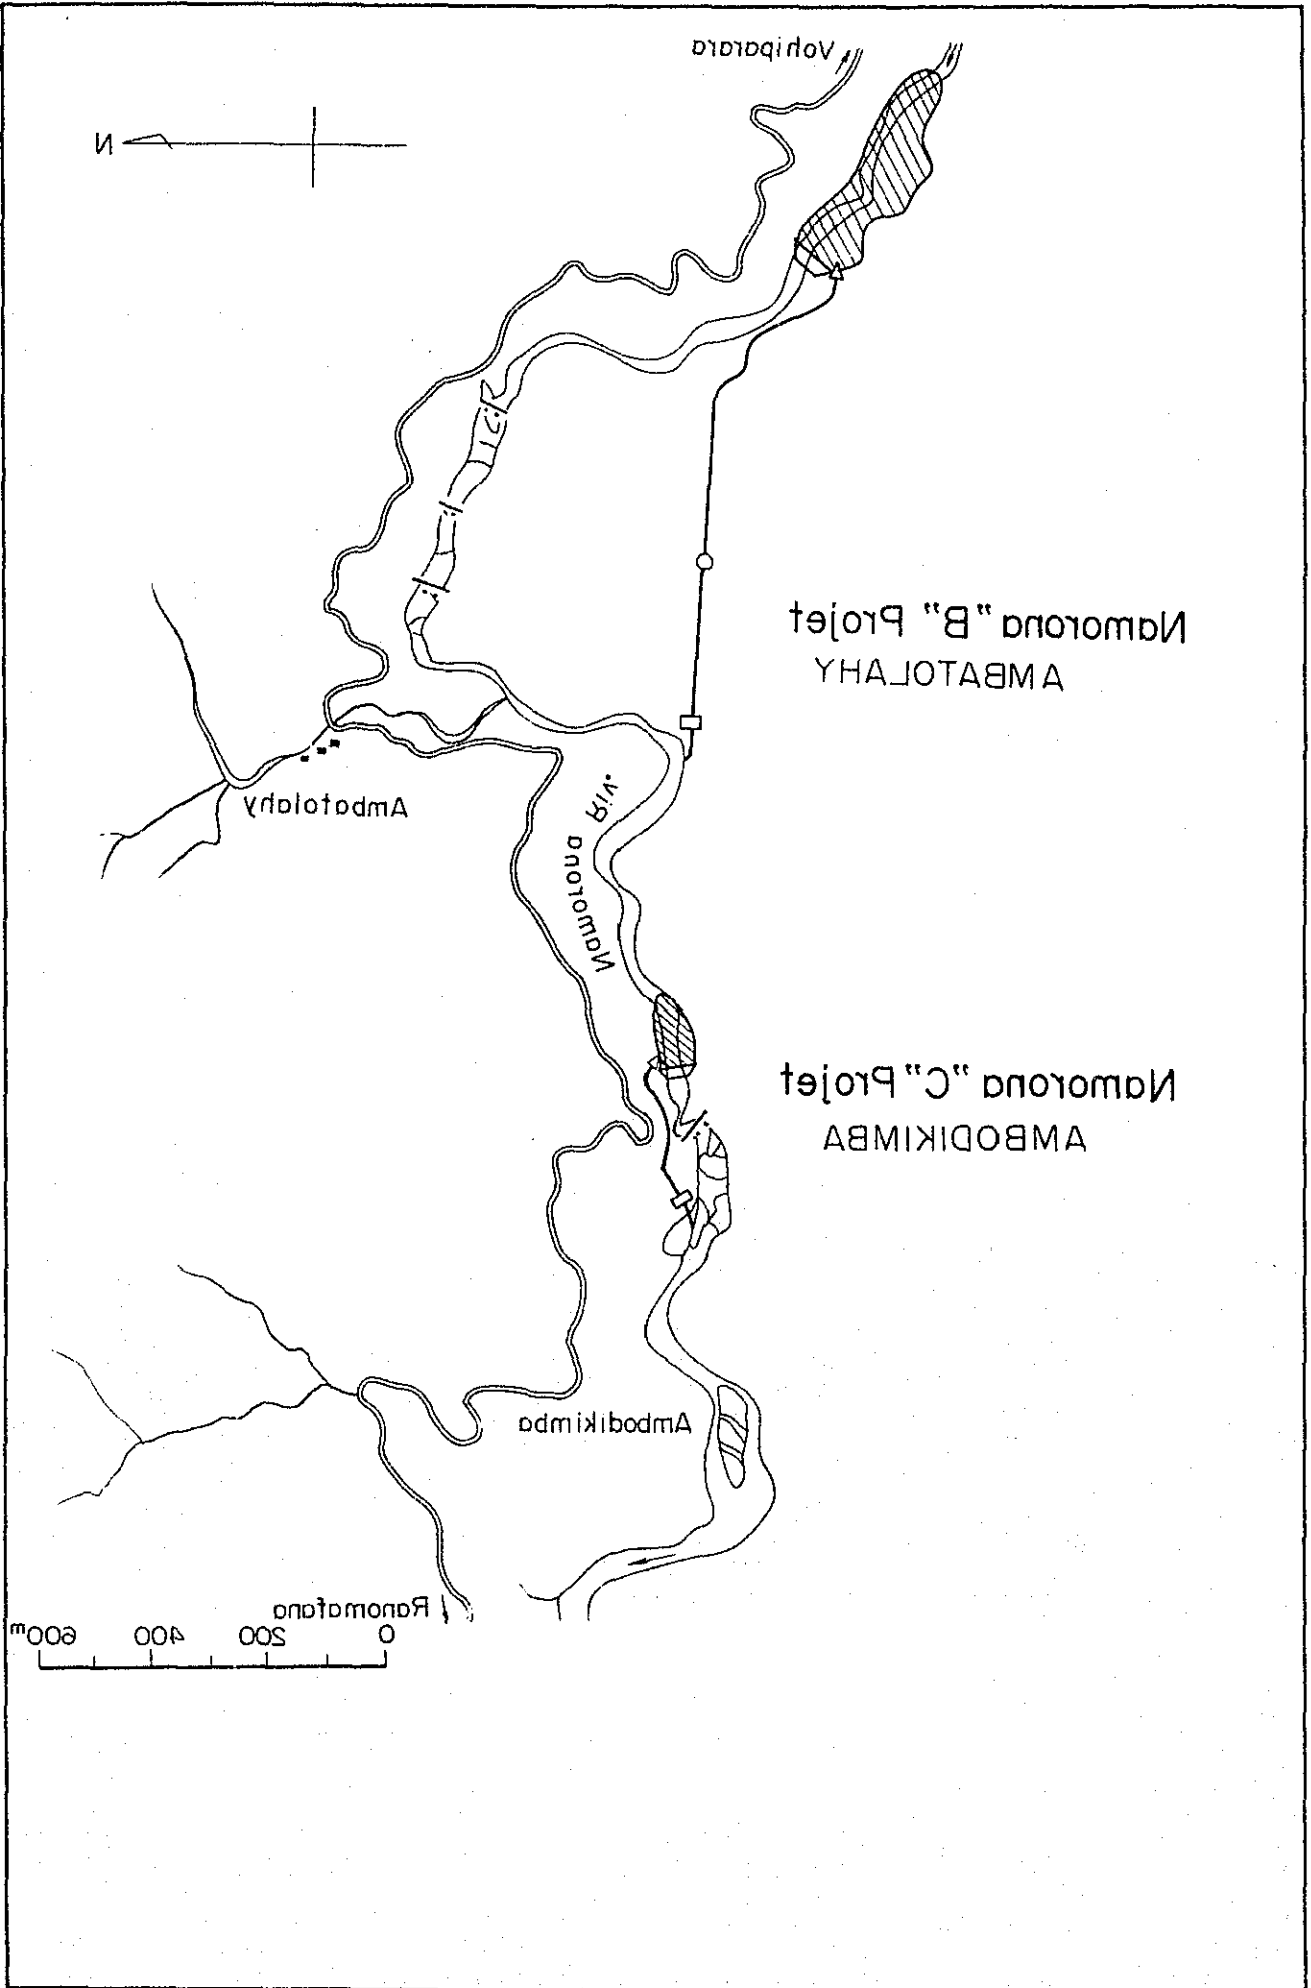 Vohiparara
N
Namorona "B" Projet
AMBATOLAHY
Ambatolahy
Namorona Riv.
Namorona "C" Projet
AMBODIKIMBA
Ambodikimba
Ranomafana
0 200 400 600m